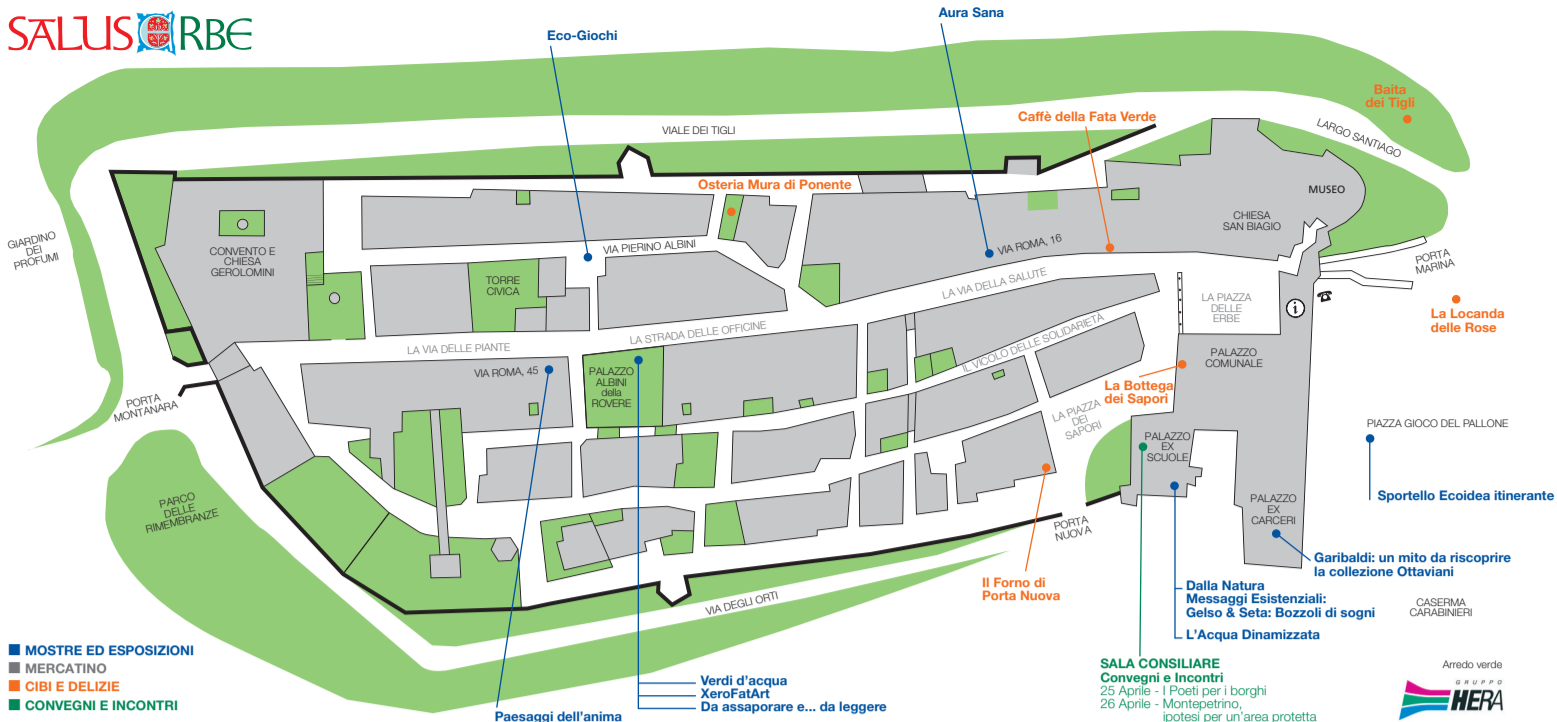 SALUS ERBE
Eco-Giochi
Aura Sana
Baita
dei Tigli
Caffè della Fata Verde
VIALE DEI TIGLI
LARGO SANTIAGO
Osteria Mura di Ponente
MUSEO
CHIESA
SAN BIAGIO
GIARDINO
DEI
PROFUMI
CONVENTO E
CHIESA
GEROLOMINI
VIA PIERINO ALBINI
VIA ROMA, 16
PORTA
MARINA
TORRE
CIVICA
LA VIA DELLA SALUTE
LA PIAZZA
DELLE
ERBE
i
La Locanda
delle Rose
LA STRADA DELLE OFFICINE
LA VIA DELLE PIANTE
IL VICOLO DELLE SOLIDARIETÀ
PALAZZO
COMUNALE
VIA ROMA, 45
PALAZZO
ALBINI
della
ROVERE
La Bottega
dei Sapori
PORTA
MONTANARA
LA PIAZZA
DEI
SAPORI
PIAZZA GIOCO DEL PALLONE
PALAZZO
EX
SCUOLE
PARCO
DELLE
RIMEMBRANZE
Sportello Ecoidea itinerante
PALAZZO
EX
CARCERI
PORTA
NUOVA
Garibaldi: un mito da riscoprire
la collezione Ottaviani
Il Forno di
Porta Nuova
Dalla Natura
Messaggi Esistenziali:
Gelso & Seta: Bozzoli di sogni
L'Acqua Dinamizzata
VIA DEGLI ORTI
CASERMA
CARABINIERI
MOSTRE ED ESPOSIZIONI
MERCATINO
CIBI E DELIZIE
CONVEGNI E INCONTRI
Paesaggi dell'anima
Verdi d'acqua
XeroFatArt
Da assaporare e... da leggere
SALA CONSILIARE
Convegni e Incontri
25 Aprile - I Poeti per i borghi
26 Aprile - Montepetrino,
ipotesi per un'area protetta
Arredo verde
GRUPPO
HERA